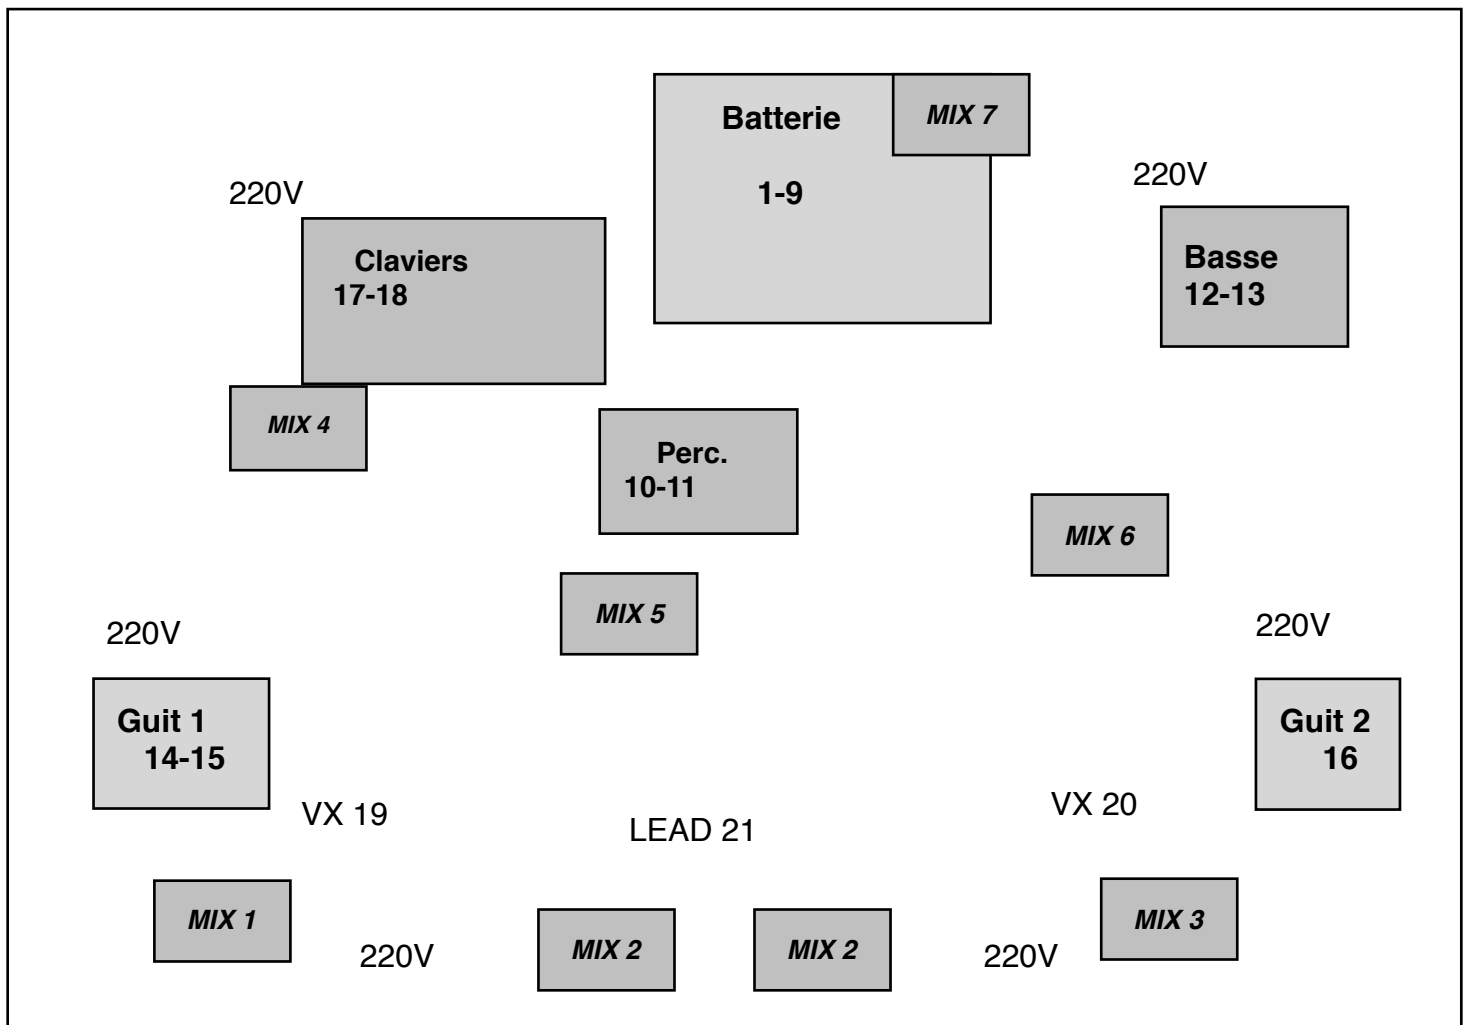 Batterie
MIX 7
1-9
220V
220V
Claviers
17-18
Basse
12-13
MIX 4
Perc.
10-11
MIX 6
MIX 5
220V
220V
Guit 1
14-15
Guit 2
16
VX 19
LEAD 21
VX 20
MIX 1
220V
MIX 2
MIX 2
220V
MIX 3